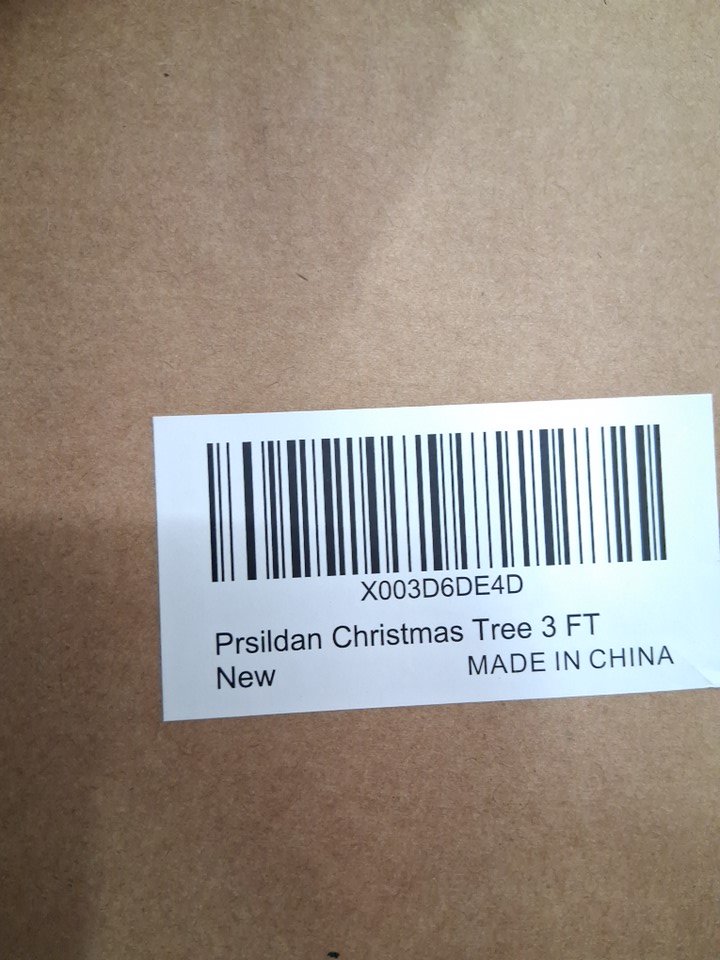 X003D6DE4D
Prsildan Christmas Tree 3 FT
New MADE IN CHINA